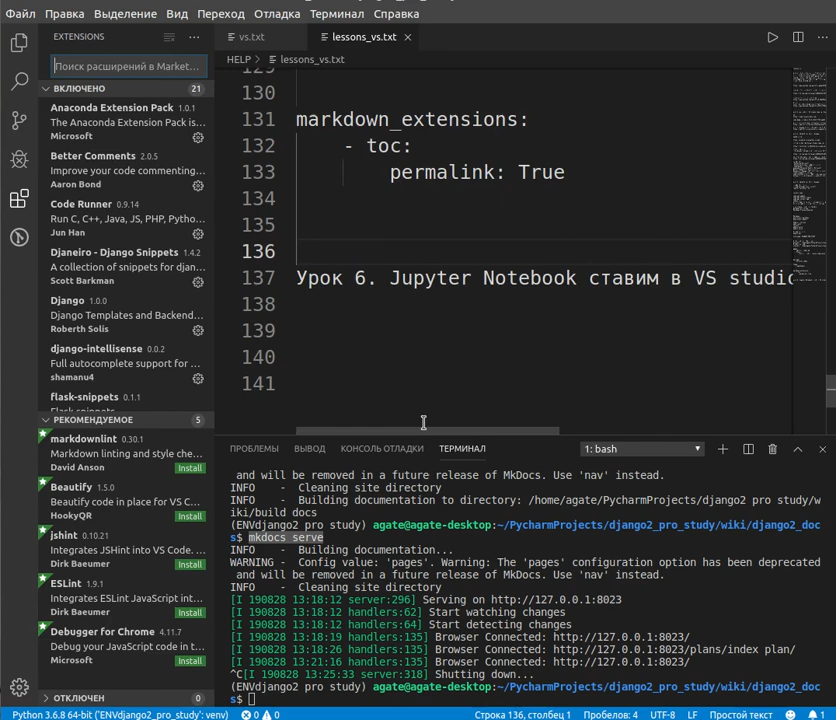 Файл Правка Выделение Вид Переход Отладка Терминал Справка
EXTENSIONS
vs.txt
lessons_vs.txt
Поиск расширений в Market...
HELP > lessons_vs.txt
ВКЛЮЧЕНО 21
Anaconda Extension Pack 1.0.1
The Anaconda Extension Pack is...
Microsoft
Better Comments 2.0.5
Improve your code commenting...
Aaron Bond
Code Runner 0.9.14
Run C, C++, Java, JS, PHP, Pytho...
Jun Han
Djaneiro - Django Snippets 1.4.2
A collection of snippets for djan...
Scott Barkman
Django 1.0.0
Django Templates and Backend...
Roberth Solis
django-intellisense 0.0.2
Full autocomplete support for ...
shamanu4
flask-snippets 0.1.1
Flask snippets
РЕКОМЕНДУЕМОЕ 5
markdownlint 0.30.1
Markdown linting and style che...
David Anson Install
Beautify 1.5.0
Beautify code in place for VS C...
HookyQR Install
jshint 0.10.21
Integrates JSHint into VS Code. ...
Dirk Baeumer Install
ESLint 1.9.1
Integrates ESLint JavaScript int...
Dirk Baeumer Install
Debugger for Chrome 4.11.7
Debug your JavaScript code in t...
Microsoft Install
ОТКЛЮЧЕН 0
129
130
131 markdown_extensions:
132 - toc:
133 permalink: True
134
135
136
137 Урок 6. Jupyter Notebook ставим в VS studio
138
139
140
141
ПРОБЛЕМЫ ВЫВОД КОНСОЛЬ ОТЛАДКИ ТЕРМИНАЛ 1: bash
and will be removed in a future release of MkDocs. Use 'nav' instead.
INFO - Cleaning site directory
INFO - Building documentation to directory: /home/agate/PycharmProjects/django2 pro study/w
iki/build docs
(ENVdjango2 pro study) agate@agate-desktop:~/PycharmProjects/django2_pro_study/wiki/django2_doc
s$ mkdocs serve
INFO - Building documentation...
WARNING - Config value: 'pages'. Warning: The 'pages' configuration option has been deprecated
and will be removed in a future release of MkDocs. Use 'nav' instead.
INFO - Cleaning site directory
[I 190828 13:18:12 server:296] Serving on http://127.0.0.1:8023
[I 190828 13:18:12 handlers:62] Start watching changes
[I 190828 13:18:12 handlers:64] Start detecting changes
[I 190828 13:18:19 handlers:135] Browser Connected: http://127.0.0.1:8023/
[I 190828 13:18:26 handlers:135] Browser Connected: http://127.0.0.1:8023/plans/index plan/
[I 190828 13:21:16 handlers:135] Browser Connected: http://127.0.0.1:8023/
^C[I 190828 13:25:33 server:318] Shutting down...
(ENVdjango2 pro study) agate@agate-desktop:~/PycharmProjects/django2_pro_study/wiki/django2_doc
s$
Python 3.6.8 64-bit ('ENVdjango2_pro_study': venv) 0 0 Строка 136, столбец 1 Пробелов: 4 UTF-8 LF Простой текст 1